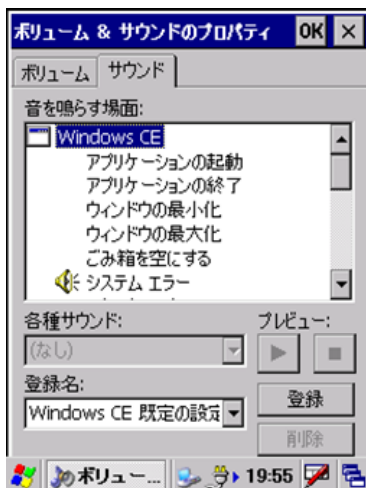 ボリューム & サウンドのプロパティ OK ×
ボリューム サウンド
音を鳴らす場面:
Windows CE
アプリケーションの起動
アプリケーションの終了
ウィンドウの最小化
ウィンドウの最大化
ごみ箱を空にする
システム エラー
各種サウンド: プレビュー:
(なし)
登録名:
Windows CE 既定の設定
登録
削除
ボリュー... 19:55